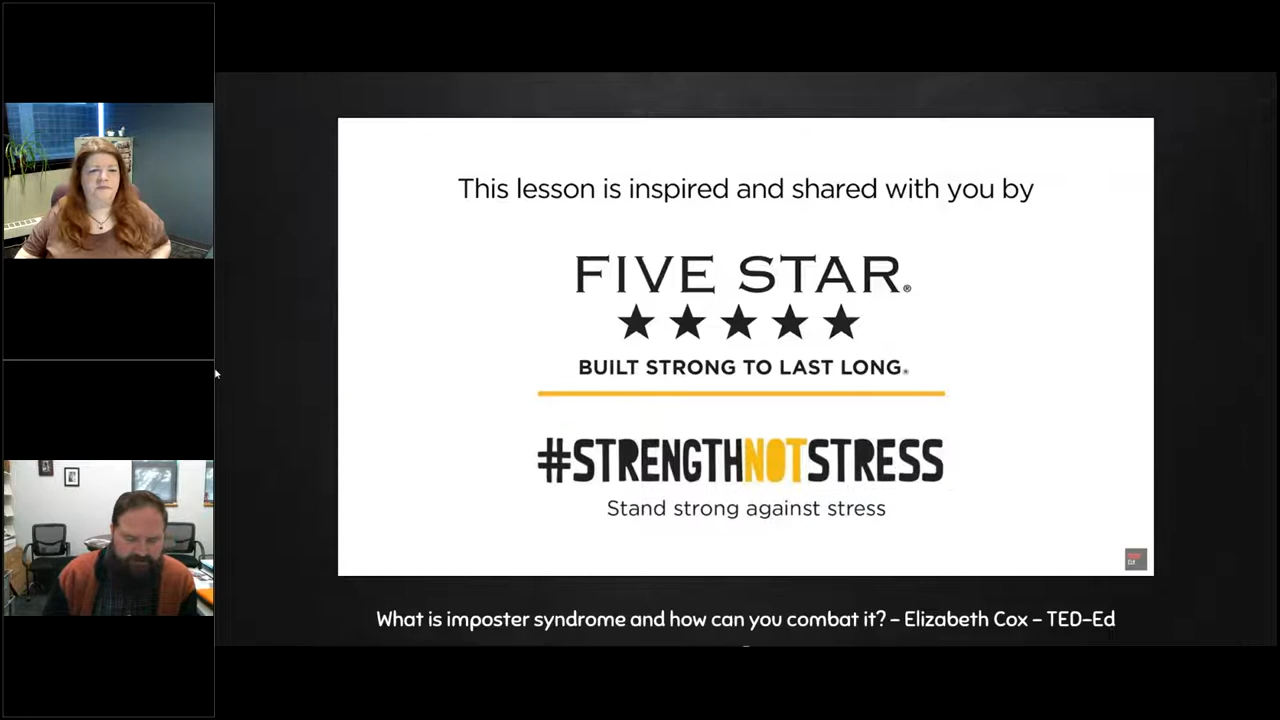 This lesson is inspired and shared with you by
FIVE STAR®
BUILT STRONG TO LAST LONG®
#STRENGTHNOTSTRESS
Stand strong against stress
What is imposter syndrome and how can you combat it? – Elizabeth Cox – TED-Ed